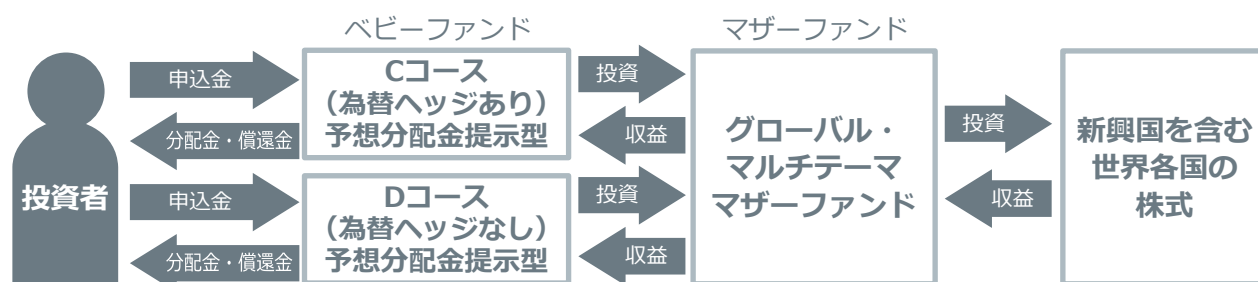 ベビーファンド
マザーファンド
投資者
申込金
分配金・償還金
Cコース
（為替ヘッジあり）
予想分配金提示型
投資
収益
申込金
分配金・償還金
Dコース
（為替ヘッジなし）
予想分配金提示型
投資
収益
グローバル・
マルチテーマ
マザーファンド
投資
収益
新興国を含む
世界各国の
株式